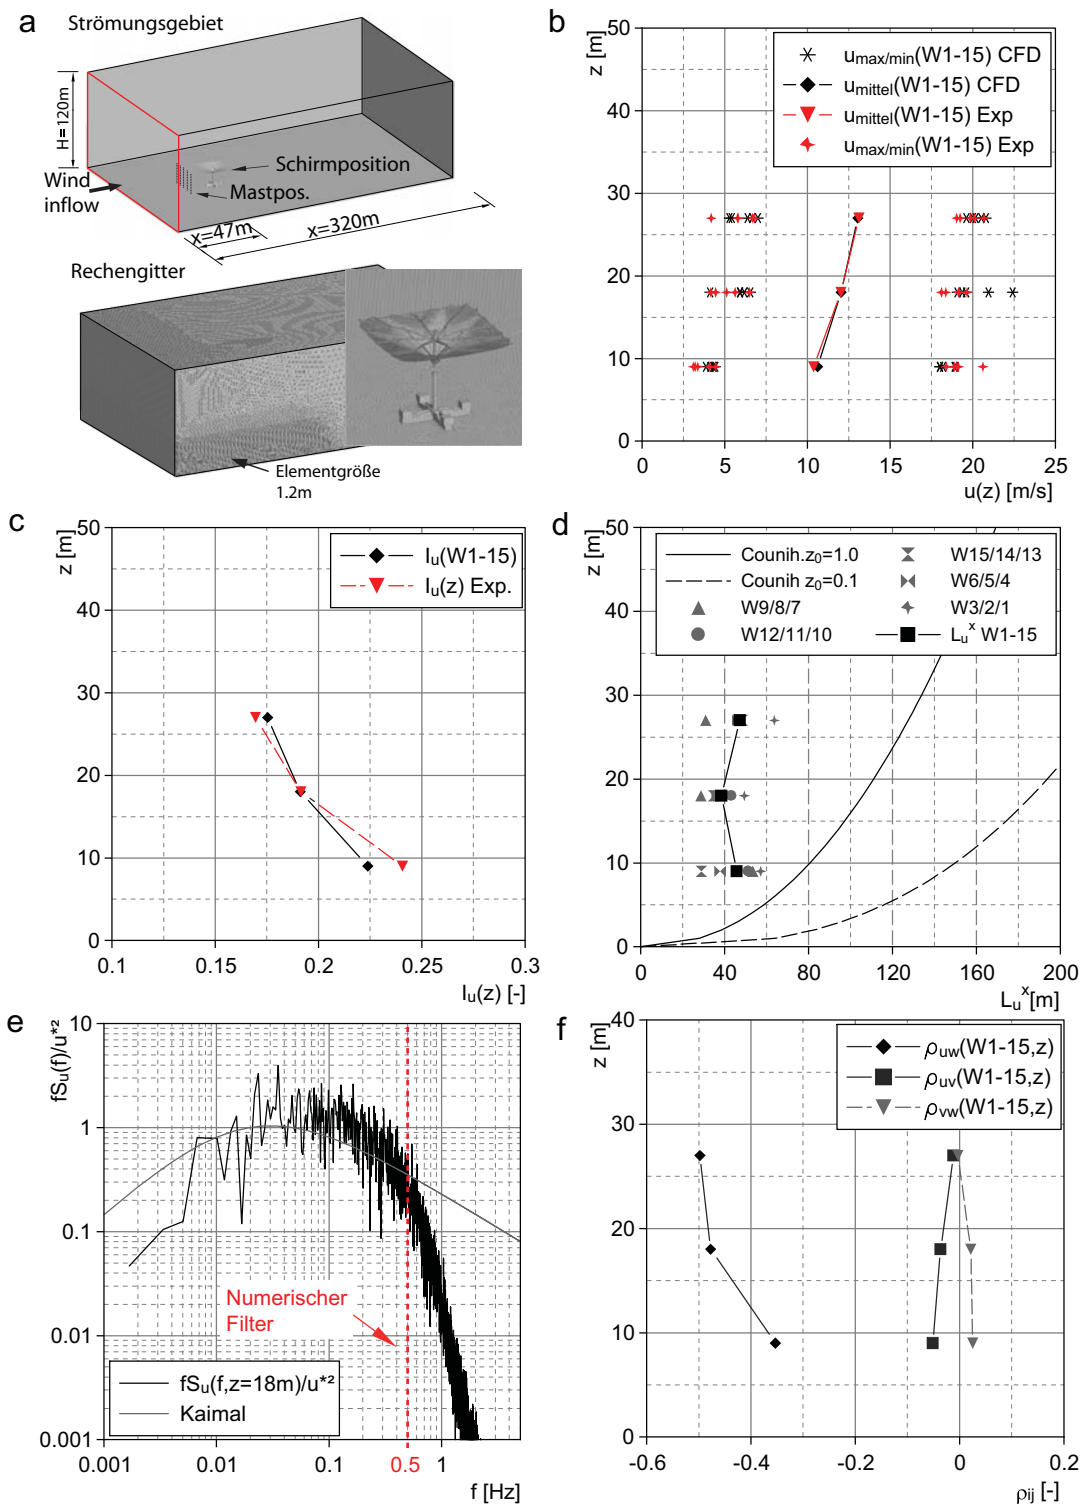 a
Strömungsgebiet
H=120m
Wind
inflow
Schirmposition
Mastpos.
x=47m
x=320m
Rechengitter
Elementgröße
1.2m
b
z [m]
50
40
30
20
10
0
0
5
10
15
20
25
u(z) [m/s]
umax/min(W1-15) CFD
umittel(W1-15) CFD
umittel(W1-15) Exp
umax/min(W1-15) Exp
c
z [m]
50
40
30
20
10
0
0.1
0.15
0.2
0.25
0.3
Iu(z) [-]
Iu(W1-15)
Iu(z) Exp.
d
z [m]
50
40
30
20
10
0
0
40
80
120
160
200
Lu^x[m]
Counih.z0=1.0
Counih z0=0.1
W9/8/7
W12/11/10
W15/14/13
W6/5/4
W3/2/1
Lu^x W1-15
e
fSu(f)/u*²
10
1
0.1
0.01
0.001
0.001
0.01
0.1
0.5
1
f [Hz]
Numerischer
Filter
fSu(f,z=18m)/u*²
Kaimal
f
z [m]
40
30
20
10
0
-0.6
-0.4
-0.2
0
0.2
ρij [-]
ρuw(W1-15,z)
ρuv(W1-15,z)
ρvw(W1-15,z)